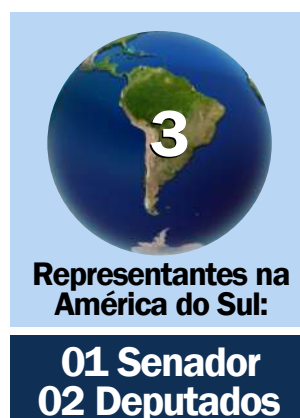 3
Representantes na
América do Sul:
01 Senador
02 Deputados